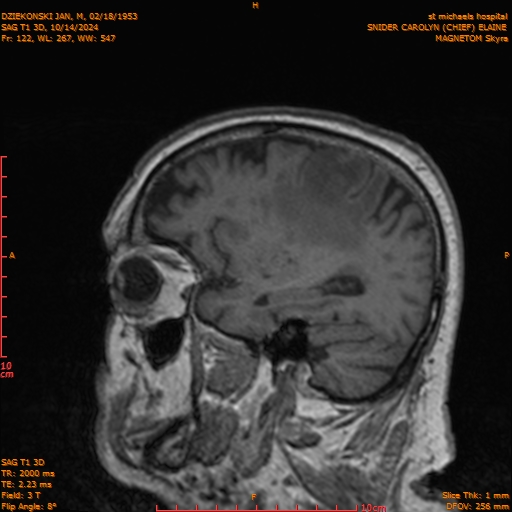 H
DZIEKONSKI JAN, M, 02/18/1953
SAG T1 3D, 10/14/2024
Fr: 122, WL: 267, WW: 547
st michaels hospital
SNIDER CAROLYN (CHIEF) ELAINE
MAGNETOM Skyra
A
P
10
cm
SAG T1 3D
TR: 2000 ms
TE: 2.23 ms
Field: 3 T
Flip Angle: 8°
F
10cm
Slice Thk: 1 mm
DFOV: 256 mm